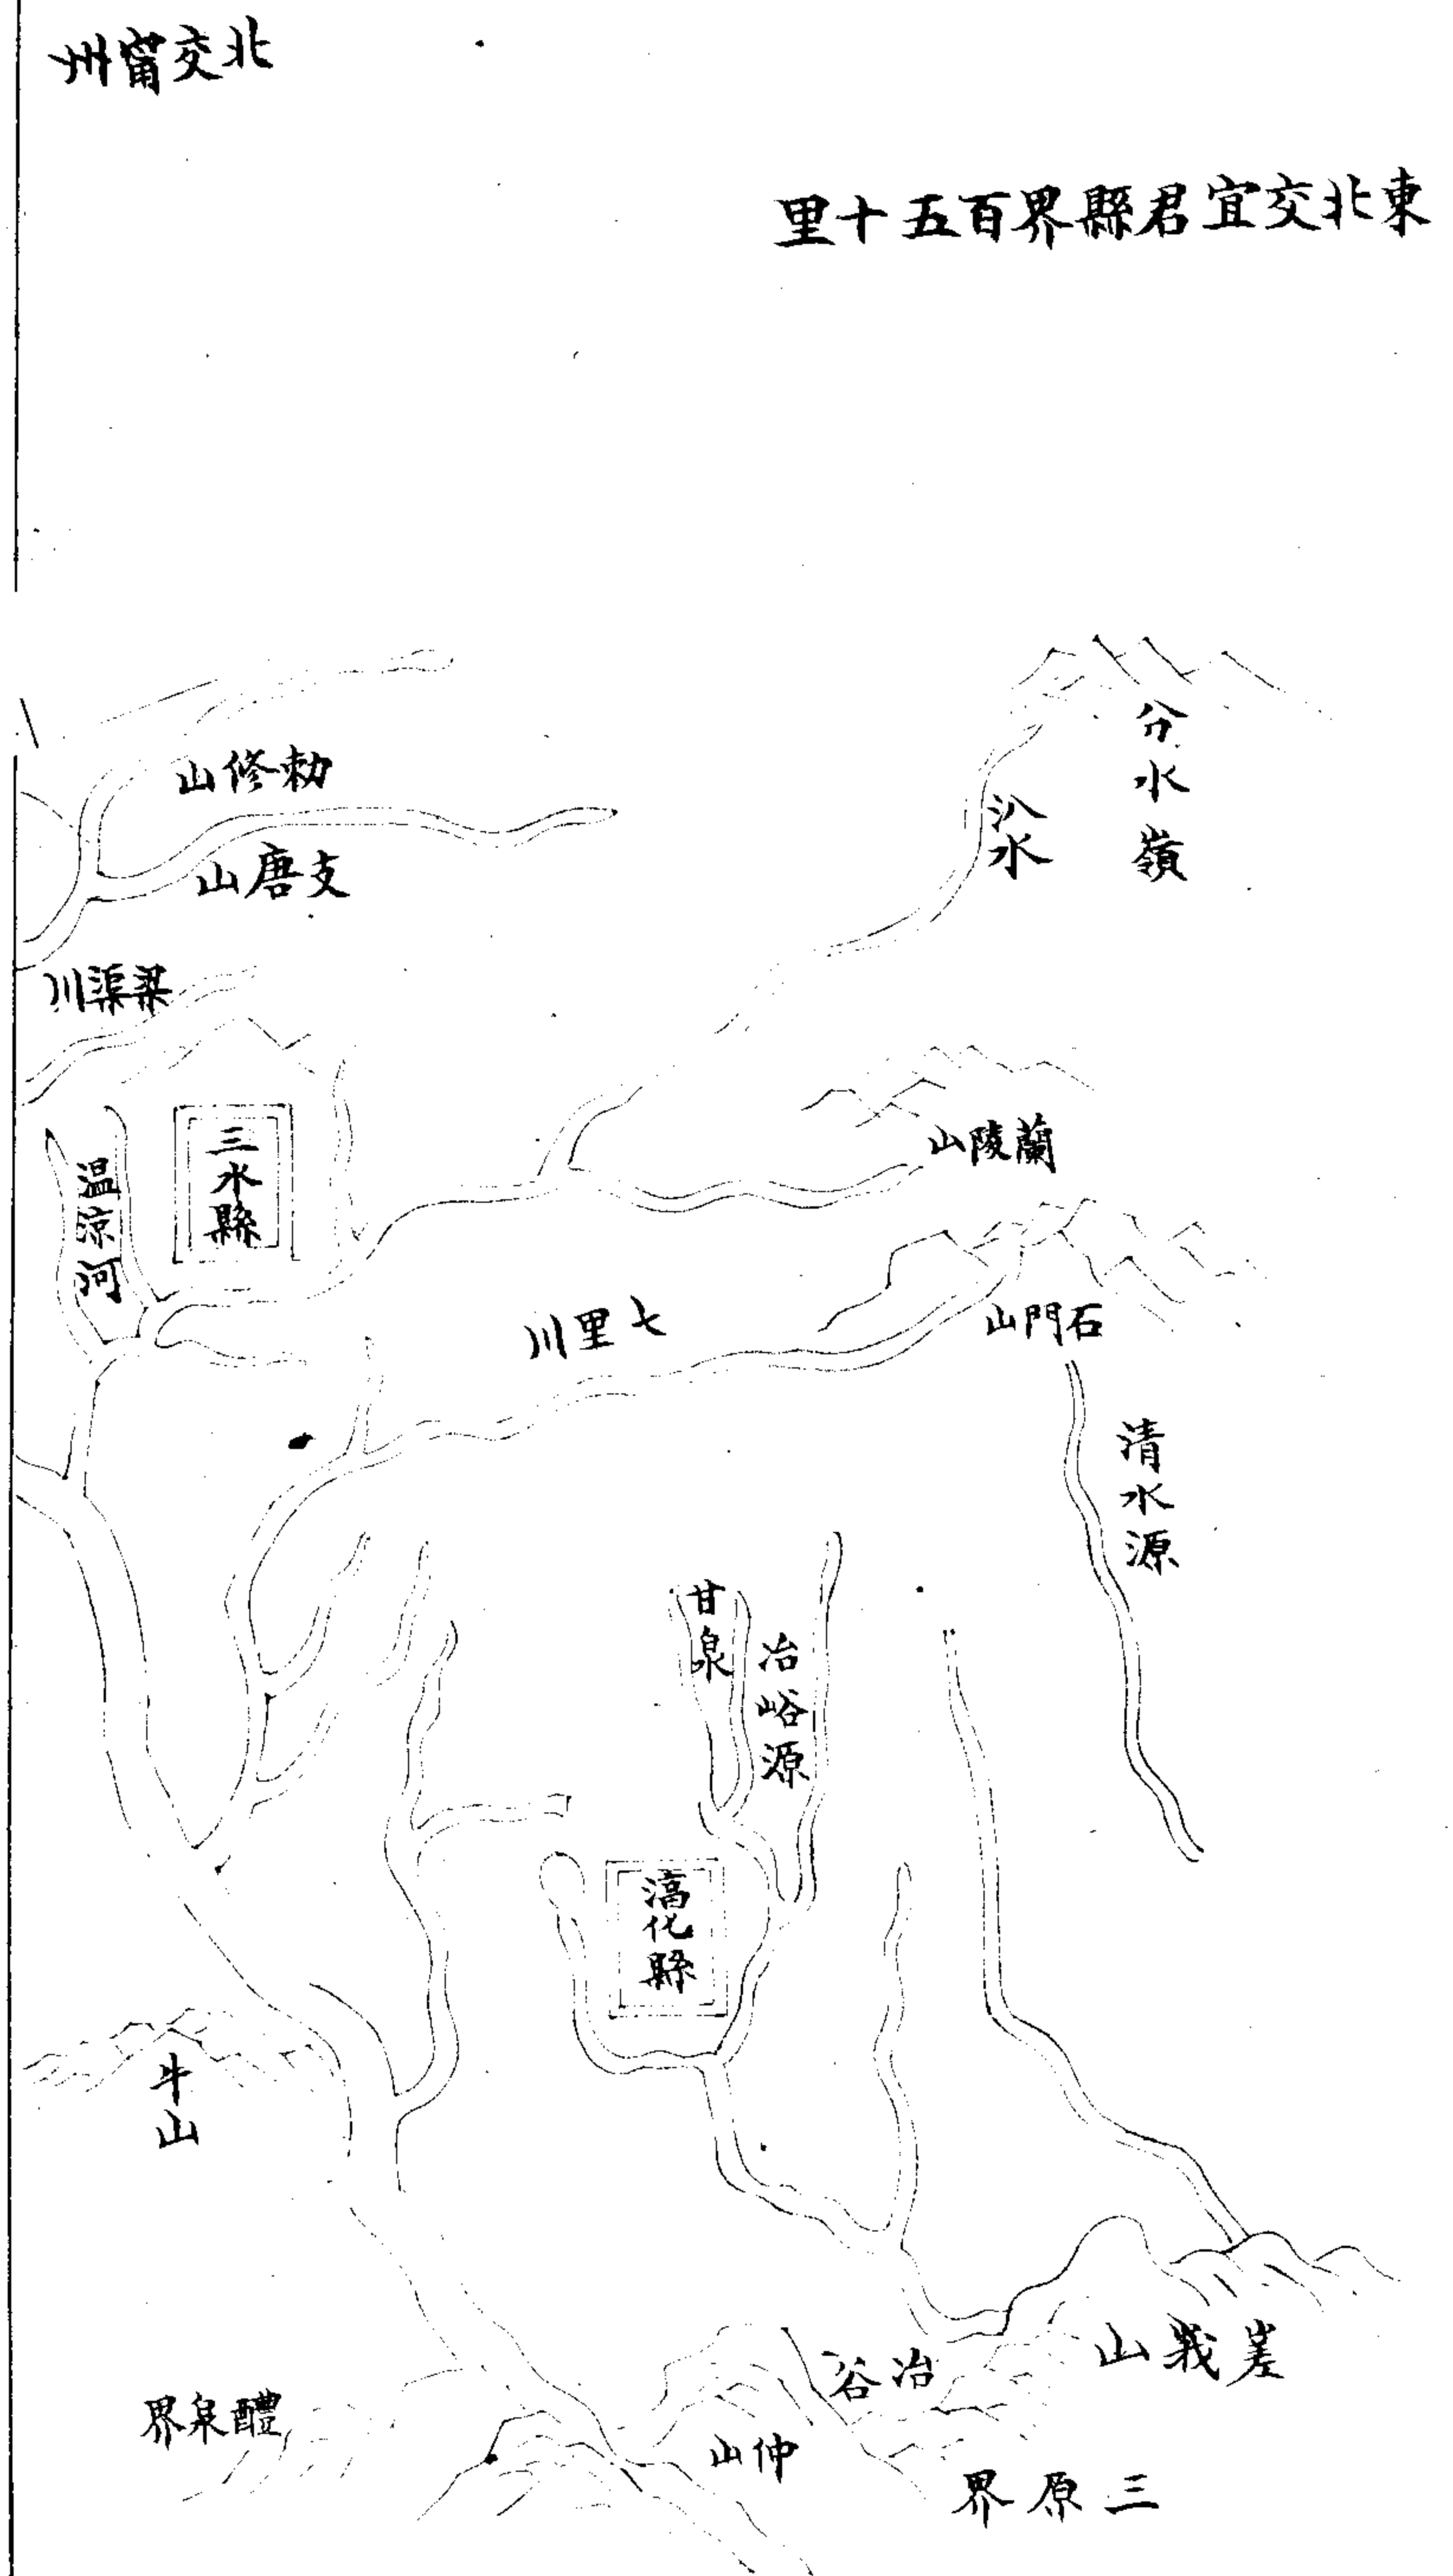 東北交宜君縣界百五十里
北交甯州
分水嶺
汃水
勅修山
支唐山
梁渠川
蘭陵山
三水縣
温涼河
石門山
七里川
清水源
甘泉
冶峪源
滈化縣
牛山
嵳峩山
冶谷
仲山
醴泉界
三原界